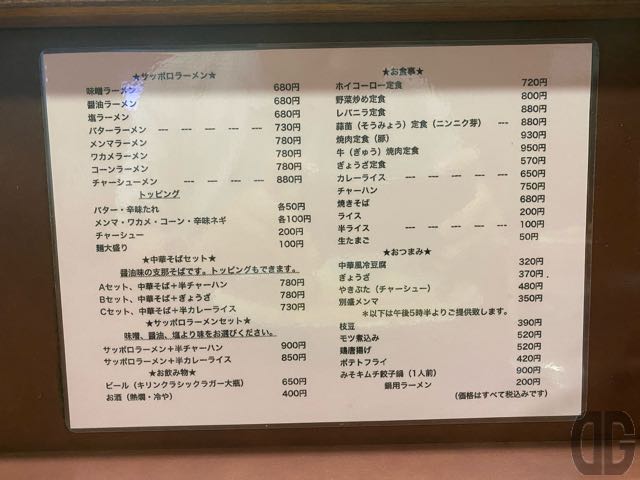 ★サッポロラーメン★
味噌ラーメン 680円
醤油ラーメン 680円
塩ラーメン 680円
バターラーメン --- --- --- --- 730円
メンマラーメン 780円
ワカメラーメン 780円
コーンラーメン 780円
チャーシューメン --- --- --- --- 880円
トッピング
バター・辛味たれ 各50円
メンマ・ワカメ・コーン・辛味ネギ 各100円
チャーシュー 200円
麺大盛り 100円
★中華そばセット★
醤油味の支那そばです。トッピングもできます。
Aセット、中華そば+半チャーハン 780円
Bセット、中華そば+ぎょうざ 780円
Cセット、中華そば+半カレーライス 730円
★サッポロラーメンセット★
味噌、醤油、塩より味をお選びください。
サッポロラーメン+半チャーハン 900円
サッポロラーメン+半カレーライス 850円
★お飲み物★
ビール(キリンクラシックラガー大瓶) 650円
お酒(熱燗・冷や) 400円
★お食事★
ホイコーロー定食 720円
野菜炒め定食 800円
レバニラ定食 880円
蒜苗(そうみょう)定食(ニンニク芽) --- 880円
焼肉定食(豚) 930円
牛(ぎゅう)焼肉定食 950円
ぎょうざ定食 570円
カレーライス --- --- --- --- 650円
チャーハン 750円
焼きそば 680円
ライス 200円
半ライス --- --- --- --- 100円
生たまご 50円
★おつまみ★
中華風冷豆腐 320円
ぎょうざ 370円
やきぶた(チャーシュー) 480円
別盛メンマ 350円
*以下は午後5時半よりご提供致します。
枝豆 390円
モツ煮込み 520円
鶏唐揚げ 520円
ポテトフライ 420円
みそキムチ餃子鍋(1人前) 900円
鍋用ラーメン 200円
(価格はすべて税込みです)
DG